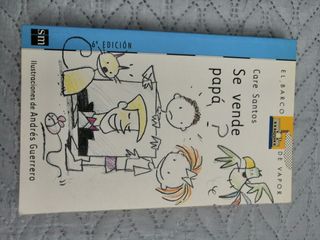 sm
6ª EDICIÓN
EL BARCO
DE VAPOR
Care Santos
Se vende
papá
Ilustraciones de Andrés Guerrero